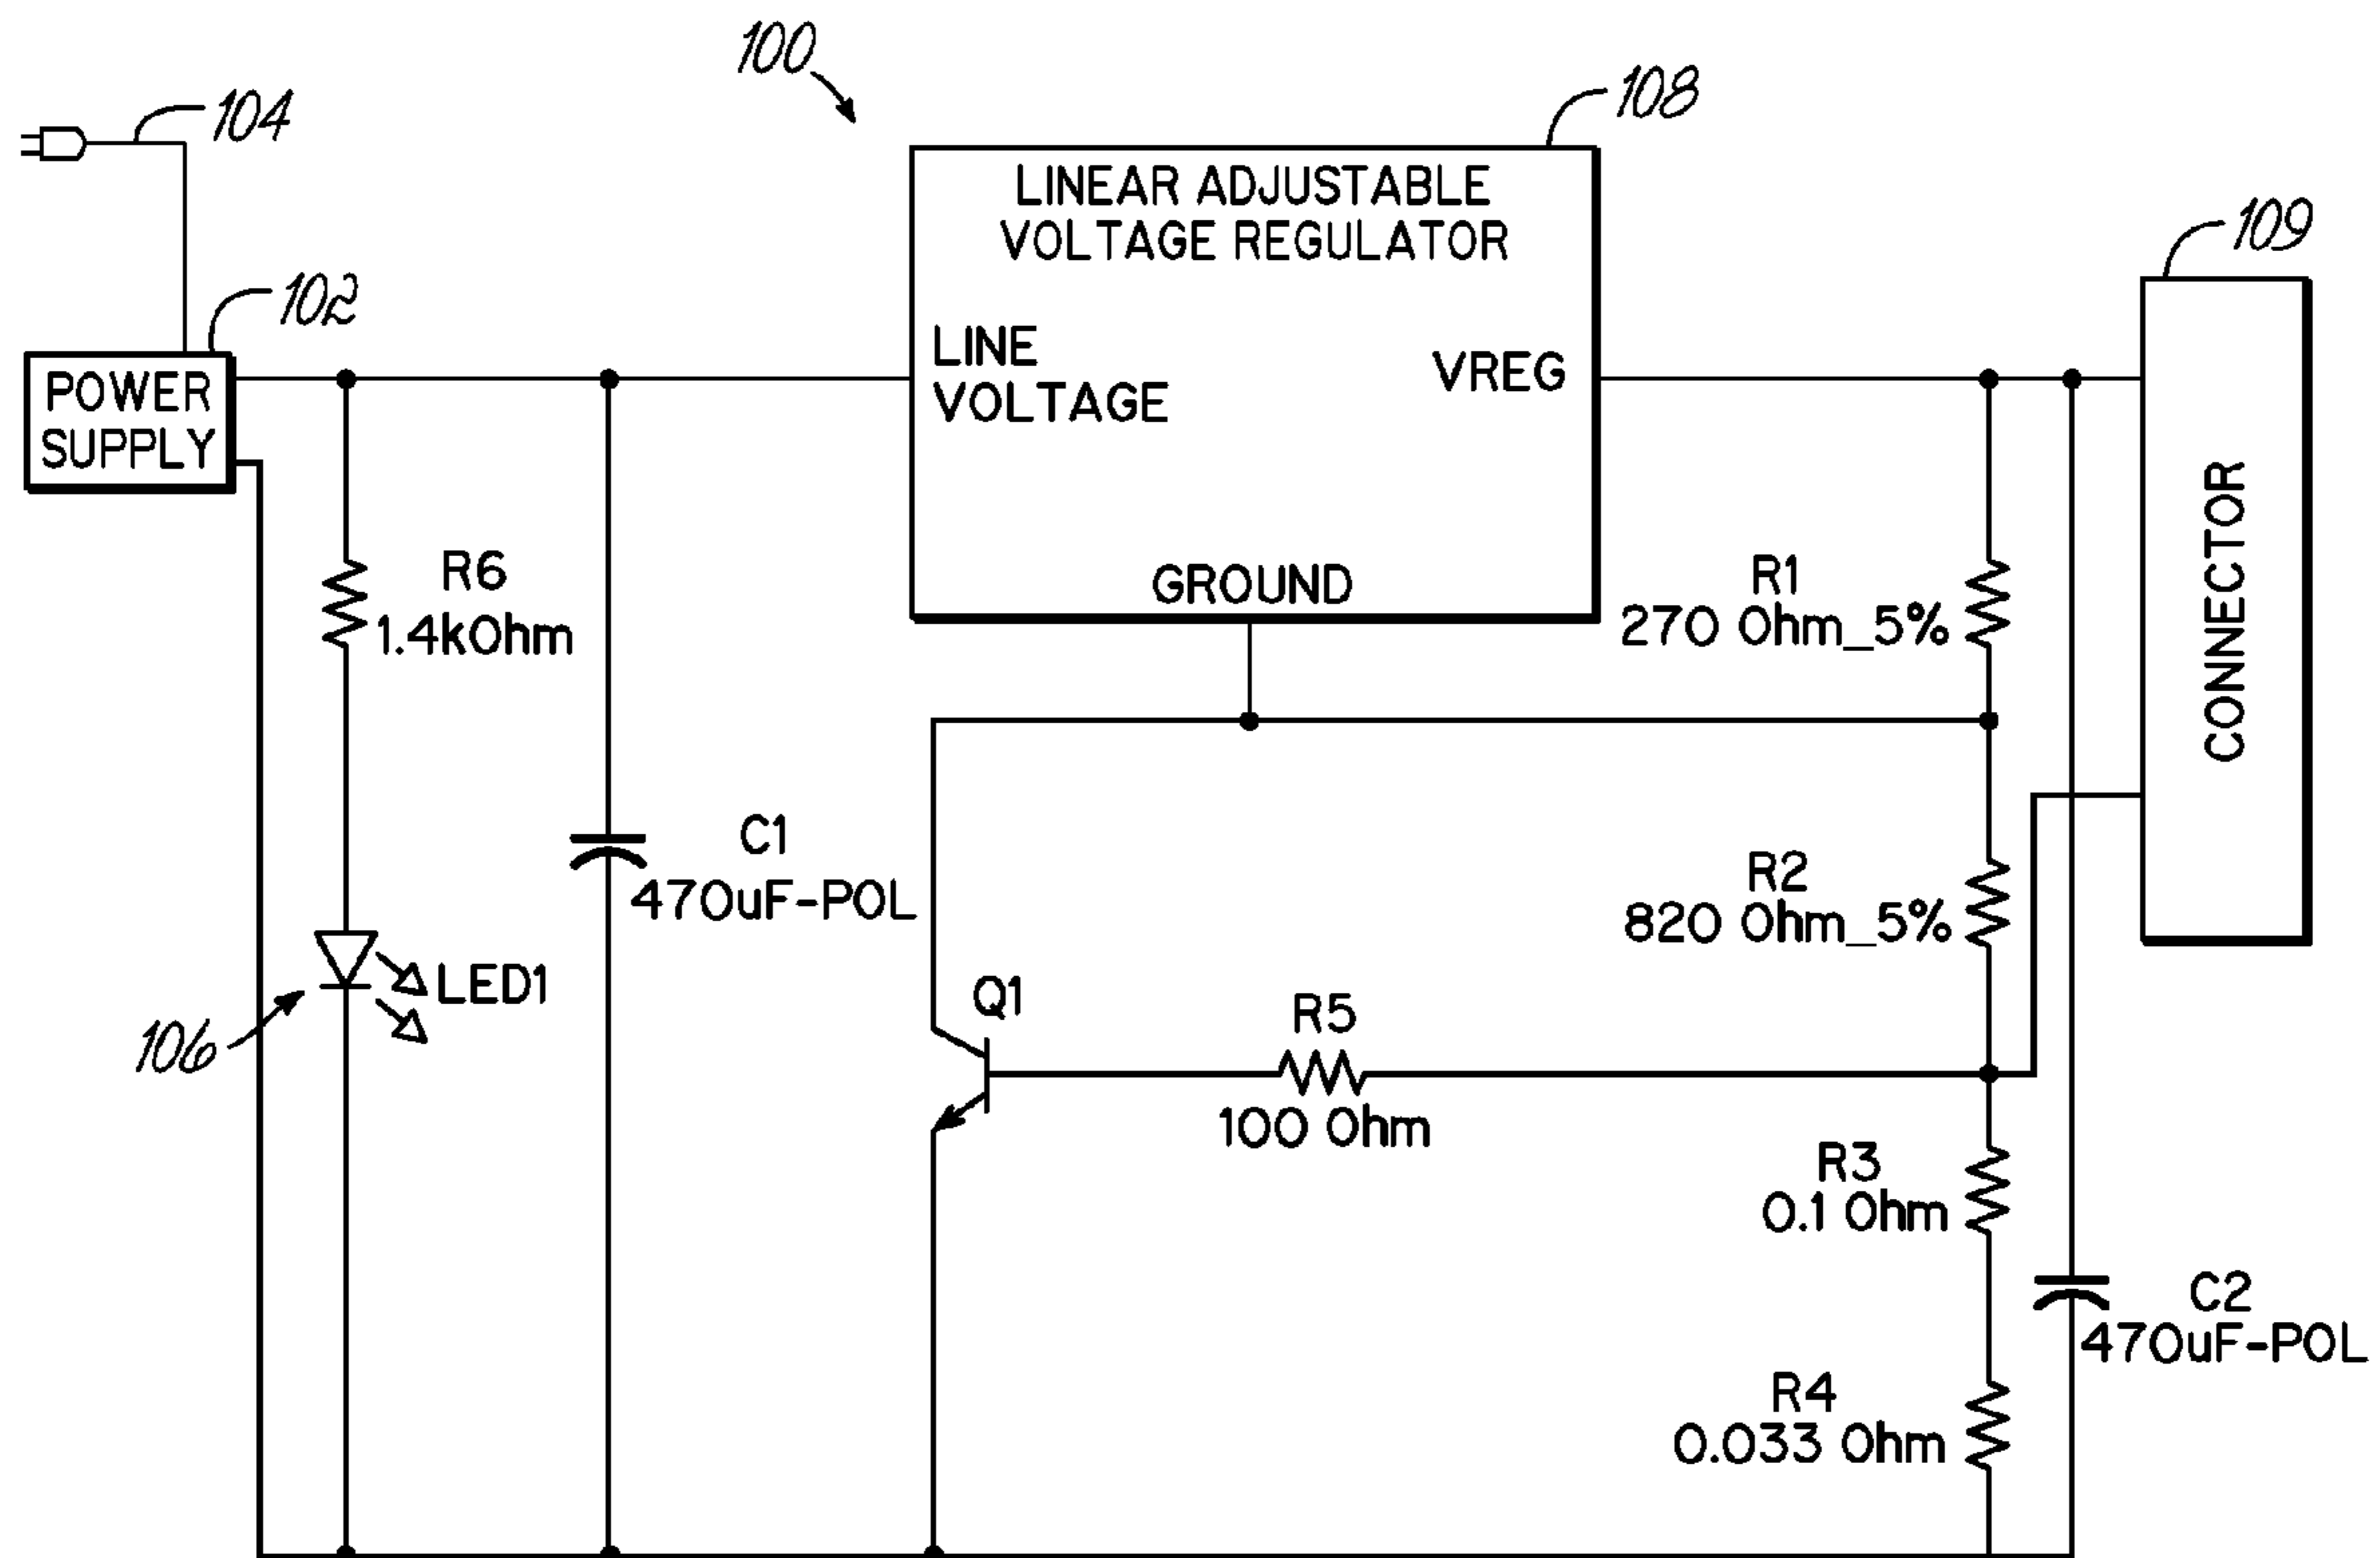 100
104
108
LINEAR ADJUSTABLE
VOLTAGE REGULATOR
109
102
POWER
SUPPLY
LINE
VOLTAGE
VREG
GROUND
CONNECTOR
R6
1.4kOhm
R1
270 Ohm_5%
C1
470uF-POL
R2
820 Ohm_5%
LED1
106
Q1
R5
100 Ohm
R3
0.1 Ohm
C2
470uF-POL
R4
0.033 Ohm